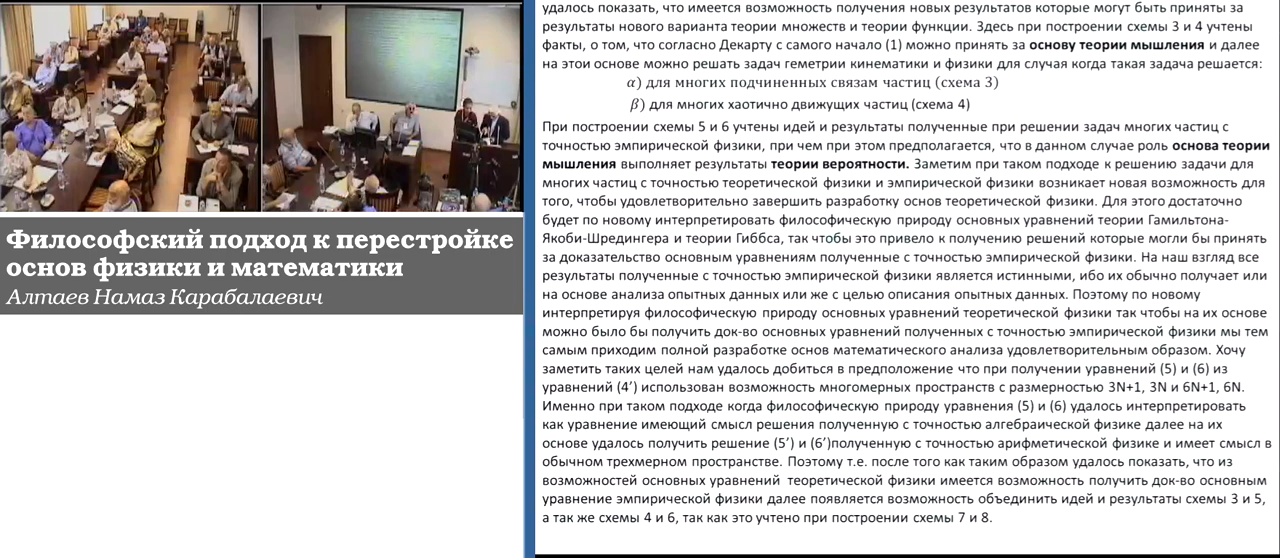 Философский подход к перестройке
основ физики и математики
Алтаев Намаз Карабалаевич
удалось показать, что имеется возможность получения новых результатов которые могут быть приняты за
результаты нового варианта теории множеств и теории функции. Здесь при построении схемы 3 и 4 учтены
факты, о том, что согласно Декарту с самого начало (1) можно принять за основу теории мышления и далее
на этои основе можно решать задач геметрии кинематики и физики для случая когда такая задача решается:
α) для многих подчиненных связам частиц (схема 3)
β) для многих хаотично движущих частиц (схема 4)
При построении схемы 5 и 6 учтены идей и результаты полученные при решении задач многих частиц с
точностью эмпирической физики, при чем при этом предполагается, что в данном случае роль основа теории
мышления выполняет результаты теории вероятности. Заметим при таком подходе к решению задачи для
многих частиц с точностью теоретической физики и эмпирической физики возникает новая возможность для
того, чтобы удовлетворительно завершить разработку основ теоретической физики. Для этого достаточно
будет по новому интерпретировать философическую природу основных уравнений теории Гамильтона-
Якоби-Шредингера и теории Гиббса, так чтобы это привело к получению решений которые могли бы принять
за доказательство основным уравнениям полученные с точностью эмпирической физики. На наш взгляд все
результаты полученные с точностью эмпирической физики является истинными, ибо их обычно получает или
на основе анализа опытных данных или же с целью описания опытных данных. Поэтому по новому
интерпретируя философическую природу основных уравнений теоретической физики так чтобы на их основе
можно было бы получить док-во основных уравнений полученных с точностью эмпирической физики мы тем
самым приходим полной разработке основ математического анализа удовлетворительным образом. Хочу
заметить таких целей нам удалось добиться в предположение что при получении уравнений (5) и (6) из
уравнений (4’) использован возможность многомерных пространств с размерностью 3N+1, 3N и 6N+1, 6N.
Именно при таком подходе когда философическую природу уравнения (5) и (6) удалось интерпретировать
как уравнение имеющий смысл решения полученную с точностью алгебраической физике далее на их
основе удалось получить решение (5’) и (6’)полученную с точностью арифметической физике и имеет смысл в
обычном трехмерном пространстве. Поэтому т.е. после того как таким образом удалось показать, что из
возможностей основных уравнений теоретической физики имеется возможность получить док-во основным
уравнение эмпирической физики далее появляется возможность объединить идей и результаты схемы 3 и 5,
а так же схемы 4 и 6, так как это учтено при построении схемы 7 и 8.